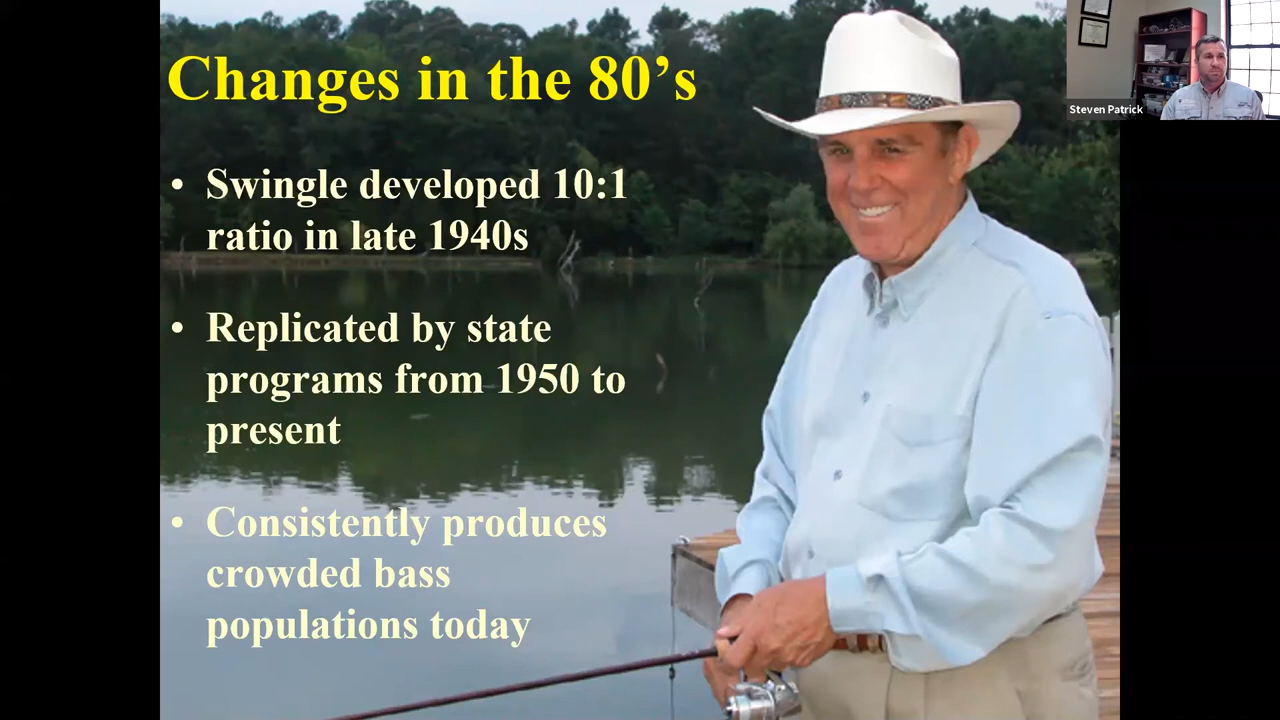 Changes in the 80’s
• Swingle developed 10:1
ratio in late 1940s
• Replicated by state
programs from 1950 to
present
• Consistently produces
crowded bass
populations today
Steven Patrick